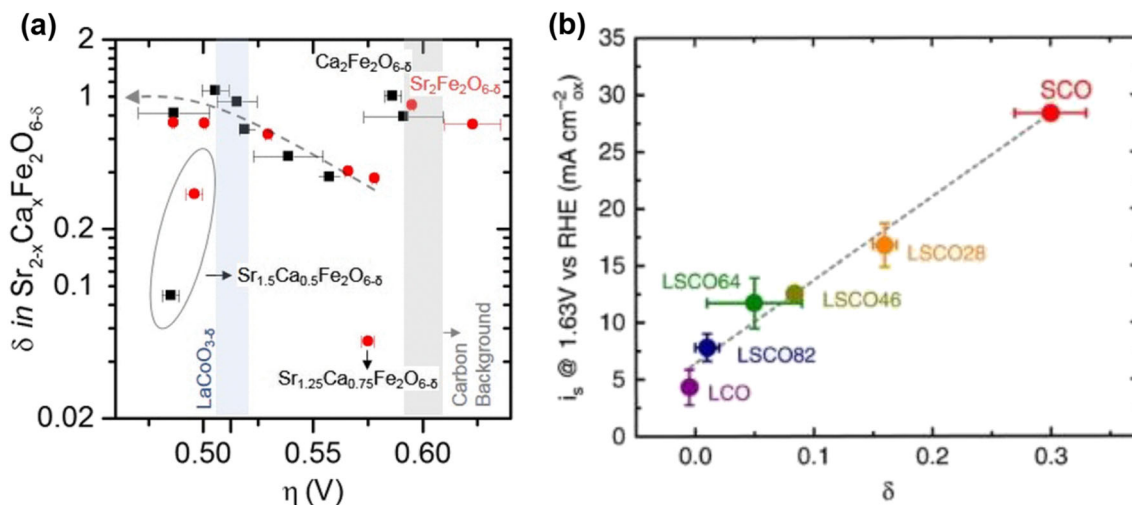 (a)
δ in Sr2-xCaxFe2O6-δ
2
1
0.2
0.1
0.02
Ca2Fe2O6-δ
Sr2Fe2O6-δ
Sr1.5Ca0.5Fe2O6-δ
Sr1.25Ca0.75Fe2O6-δ
LaCoO3-δ
Carbon
Background
0.50
0.55
0.60
η (V)
(b)
is @ 1.63V vs RHE (mA cm-2ox)
35
30
25
20
15
10
5
0
SCO
LSCO28
LSCO64
LSCO46
LSCO82
LCO
0.0
0.1
0.2
0.3
δ